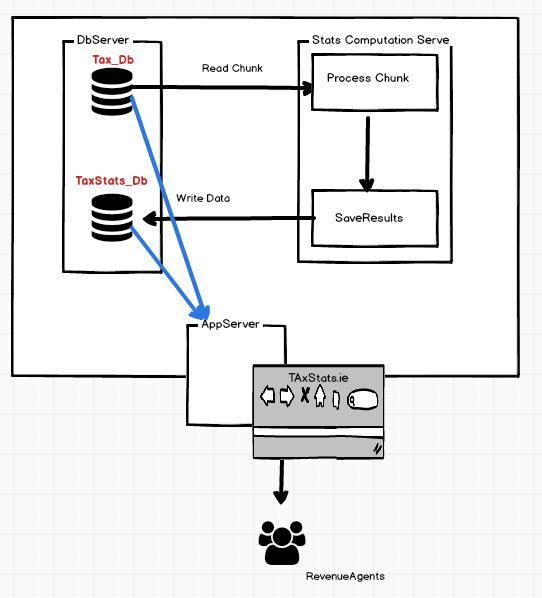 DbServer
Stats Computation Serve
Tax_Db
Read Chunk
Process Chunk
TaxStats_Db
Write Data
SaveResults
AppServer
TAxStats.ie
RevenueAgents